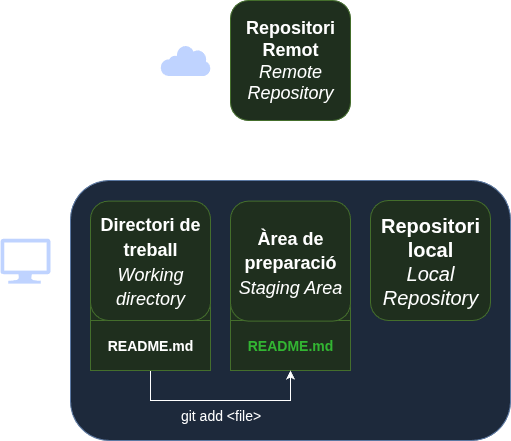 Repositori
Remot
Remote
Repository
Directori de
treball
Working
directory
Àrea de
preparació
Staging Area
Repositori
local
Local
Repository
README.md
README.md
git add <file>